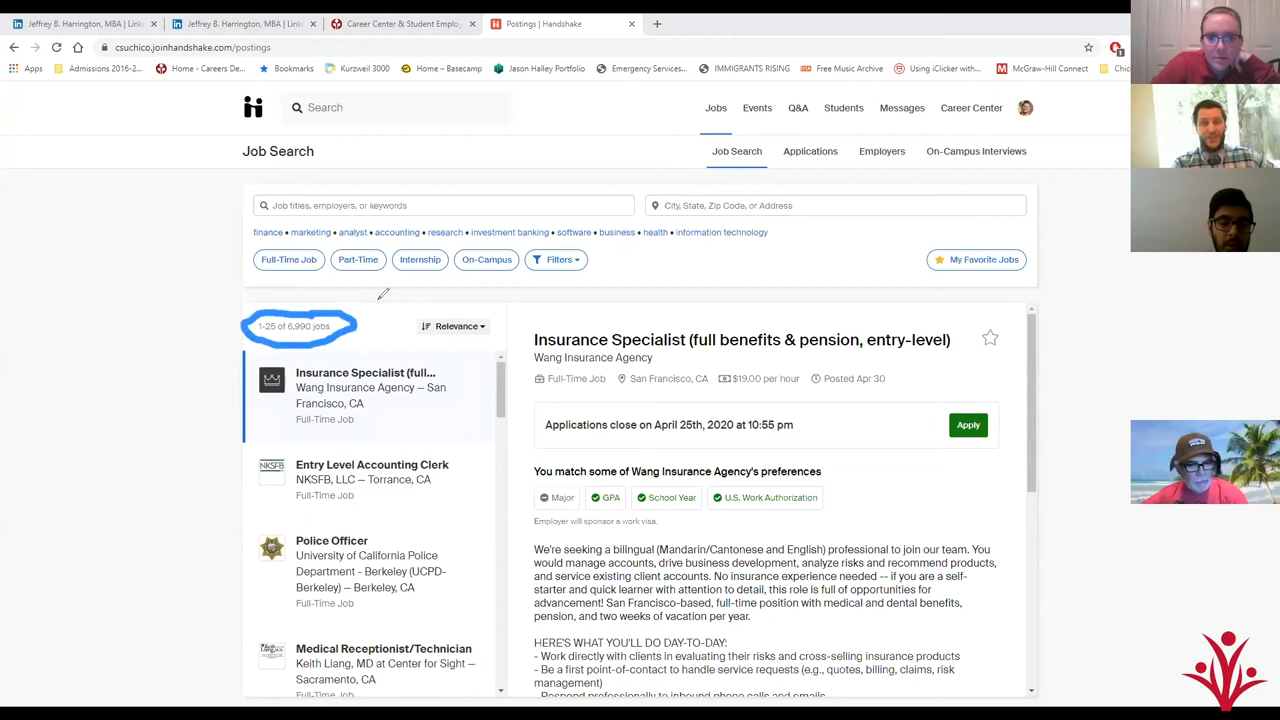 Jeffrey B. Harrington, MBA | Linke
Jeffrey B. Harrington, MBA | Linke
Career Center & Student Employ
Postings | Handshake
csuchico.joinhandshake.com/postings
Apps
Admissions 2016-2...
Home - Careers De...
Bookmarks
Kurzweil 3000
Home – Basecamp
Jason Halley Portfolio
Emergency Services...
IMMIGRANTS RISING
Free Music Archive
Using iClicker with...
McGraw-Hill Connect
Search
Jobs
Events
Q&A
Students
Messages
Career Center
Job Search
Job Search
Applications
Employers
On-Campus Interviews
Job titles, employers, or keywords
City, State, Zip Code, or Address
finance • marketing • analyst • accounting • research • investment banking • software • business • health • information technology
Full-Time Job
Part-Time
Internship
On-Campus
Filters
My Favorite Jobs
1-25 of 6,990 jobs
Relevance
Insurance Specialist (full...
Wang Insurance Agency — San
Francisco, CA
Full-Time Job
NKSFB
Entry Level Accounting Clerk
NKSFB, LLC — Torrance, CA
Full-Time Job
Police Officer
University of California Police
Department - Berkeley (UCPD-
Berkeley) — Berkeley, CA
Full-Time Job
Medical Receptionist/Technician
Keith Liang, MD at Center for Sight —
Sacramento, CA
Full-Time Job
Insurance Specialist (full benefits & pension, entry-level)
Wang Insurance Agency
Full-Time Job
San Francisco, CA
$19.00 per hour
Posted Apr 30
Applications close on April 25th, 2020 at 10:55 pm
Apply
You match some of Wang Insurance Agency's preferences
Major
GPA
School Year
U.S. Work Authorization
Employer will sponsor a work visa.
We're seeking a bilingual (Mandarin/Cantonese and English) professional to join our team. You
would manage accounts, drive business development, analyze risks and recommend products,
and service existing client accounts. No insurance experience needed -- if you are a self-
starter and quick learner with attention to detail, this role is full of opportunities for
advancement! San Francisco-based, full-time position with medical and dental benefits,
pension, and two weeks of vacation per year.
HERE'S WHAT YOU'LL DO DAY-TO-DAY:
- Work directly with clients in evaluating their risks and cross-selling insurance products
- Be a first point-of-contact to handle service requests (e.g., quotes, billing, claims, risk
management)
- Respond professionally to inbound phone calls and emails